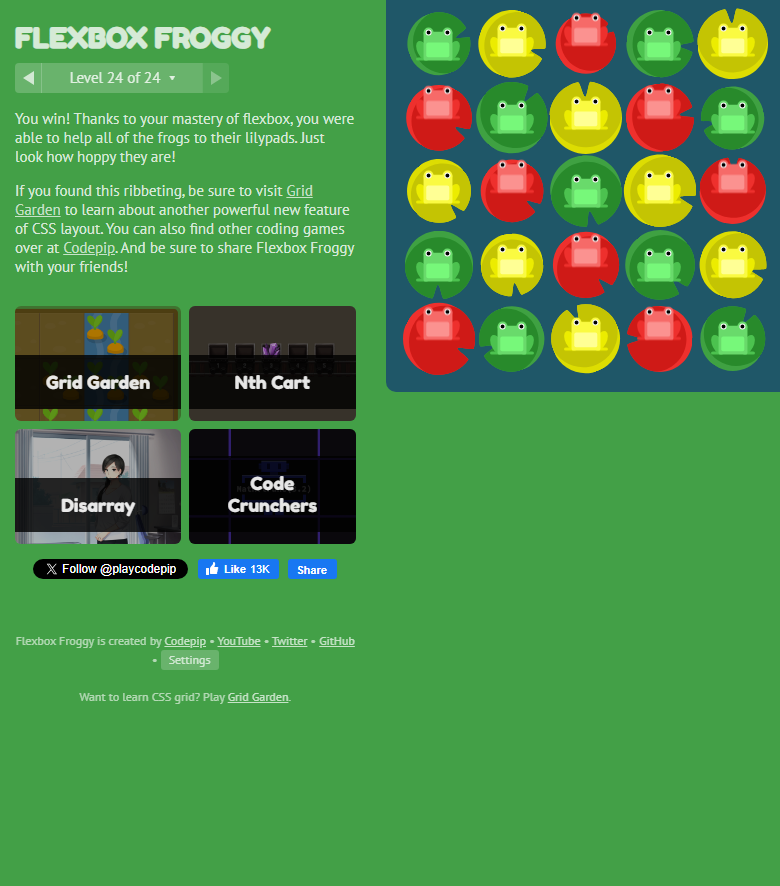 FLEXBOX FROGGY
Level 24 of 24
You win! Thanks to your mastery of flexbox, you were
able to help all of the frogs to their lilypads. Just
look how hoppy they are!
If you found this ribbeting, be sure to visit Grid
Garden to learn about another powerful new feature
of CSS layout. You can also find other coding games
over at Codepip. And be sure to share Flexbox Froggy
with your friends!
Grid Garden
Nth Cart
Disarray
Code
Crunchers
Follow @playcodepip
Like 13K
Share
Flexbox Froggy is created by Codepip • YouTube • Twitter • GitHub
• Settings
Want to learn CSS grid? Play Grid Garden.